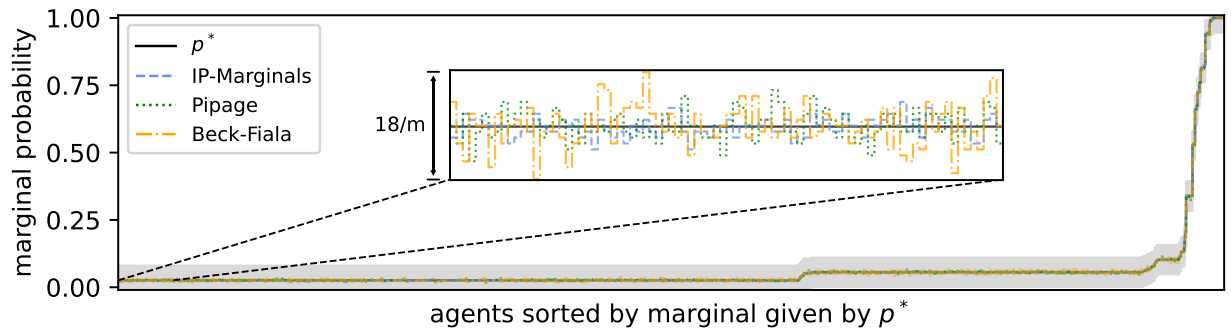 1.00
0.75
0.50
0.25
0.00
marginal probability
p*
IP-Marginals
Pipage
Beck-Fiala
18/m
agents sorted by marginal given by p*